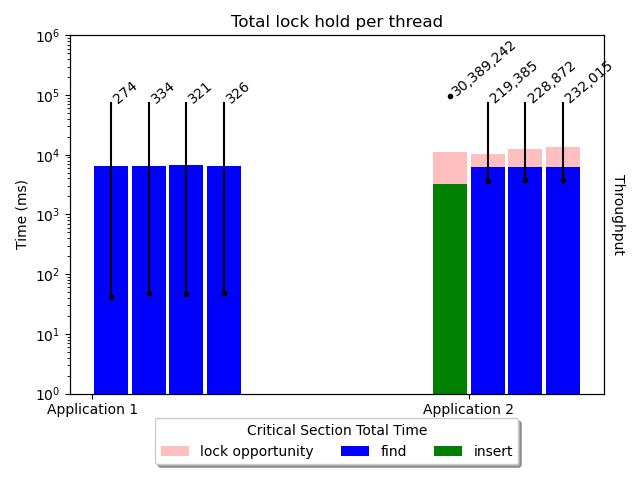 Total lock hold per thread
10^6
10^5
10^4
10^3
10^2
10^1
10^0
Time (ms)
274
334
321
326
30,389,242
219,385
228,872
232,015
Throughput
Application 1
Application 2
Critical Section Total Time
lock opportunity
find
insert